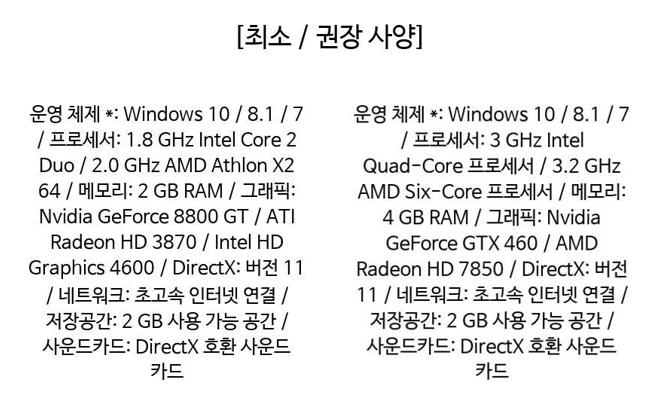 [최소 / 권장 사양]
운영 체제 *: Windows 10 / 8.1 / 7
/ 프로세서: 1.8 GHz Intel Core 2
Duo / 2.0 GHz AMD Athlon X2
64 / 메모리: 2 GB RAM / 그래픽:
Nvidia GeForce 8800 GT / ATI
Radeon HD 3870 / Intel HD
Graphics 4600 / DirectX: 버전 11
/ 네트워크: 초고속 인터넷 연결 /
저장공간: 2 GB 사용 가능 공간 /
사운드카드: DirectX 호환 사운드
카드
운영 체제 *: Windows 10 / 8.1 / 7
/ 프로세서: 3 GHz Intel
Quad-Core 프로세서 / 3.2 GHz
AMD Six-Core 프로세서 / 메모리:
4 GB RAM / 그래픽: Nvidia
GeForce GTX 460 / AMD
Radeon HD 7850 / DirectX: 버전
11 / 네트워크: 초고속 인터넷 연결 /
저장공간: 2 GB 사용 가능 공간 /
사운드카드: DirectX 호환 사운드
카드